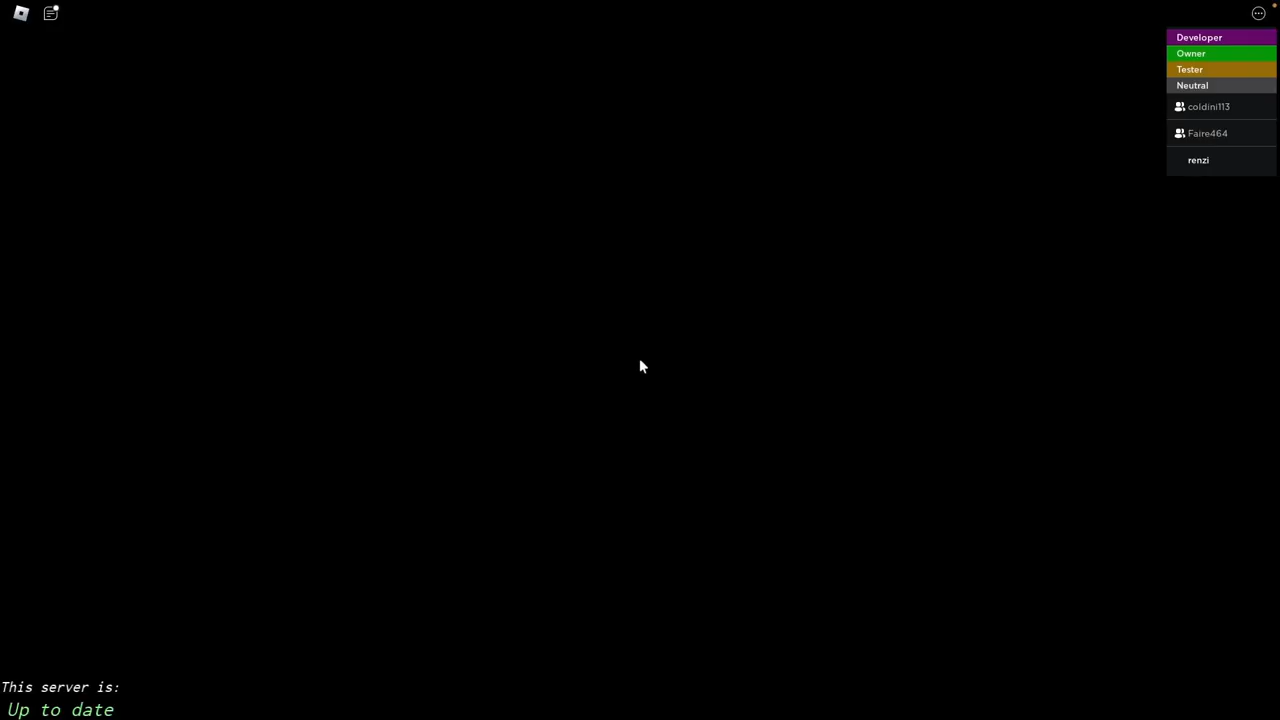 Developer
Owner
Tester
Neutral
coldini113
Faire464
renzi
This server is:
Up to date